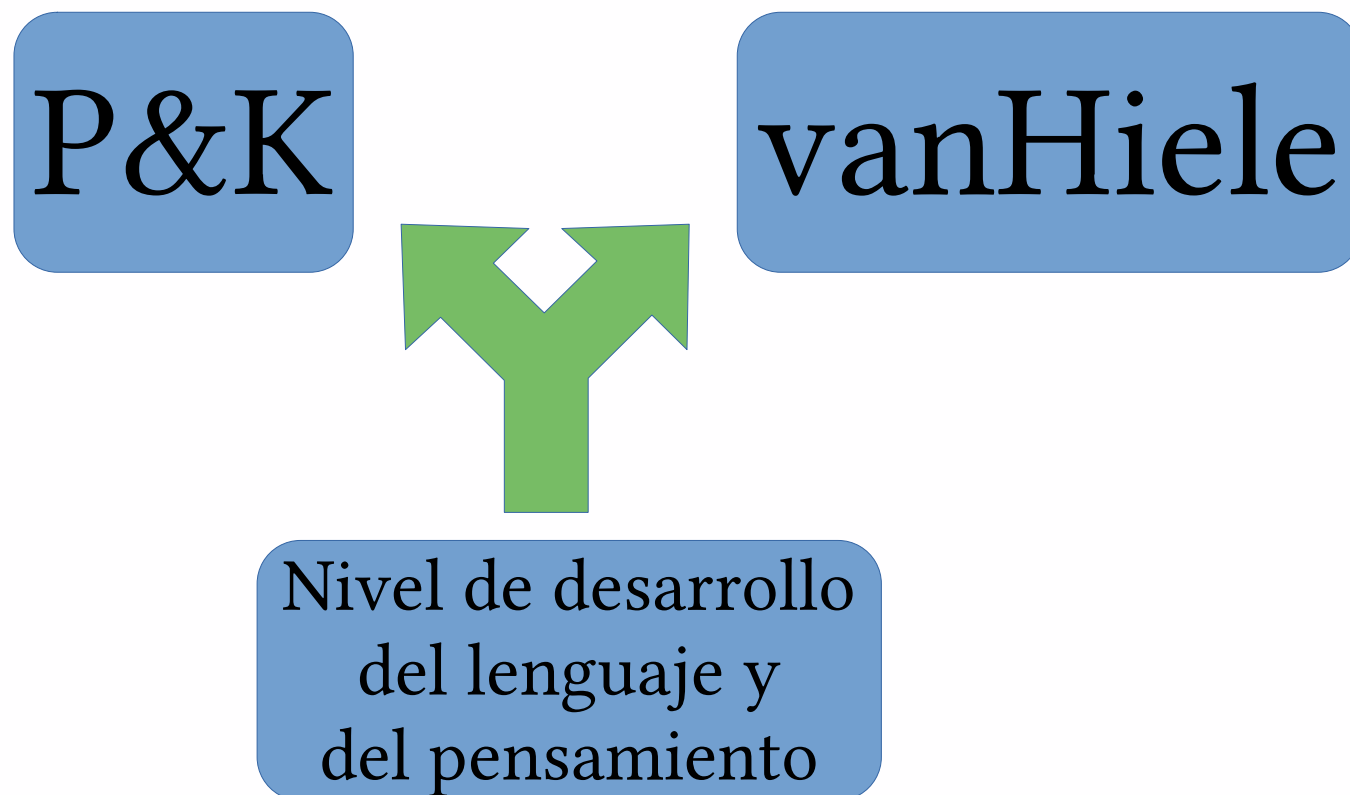 P&K
vanHiele
Nivel de desarrollo
del lenguaje y
del pensamiento